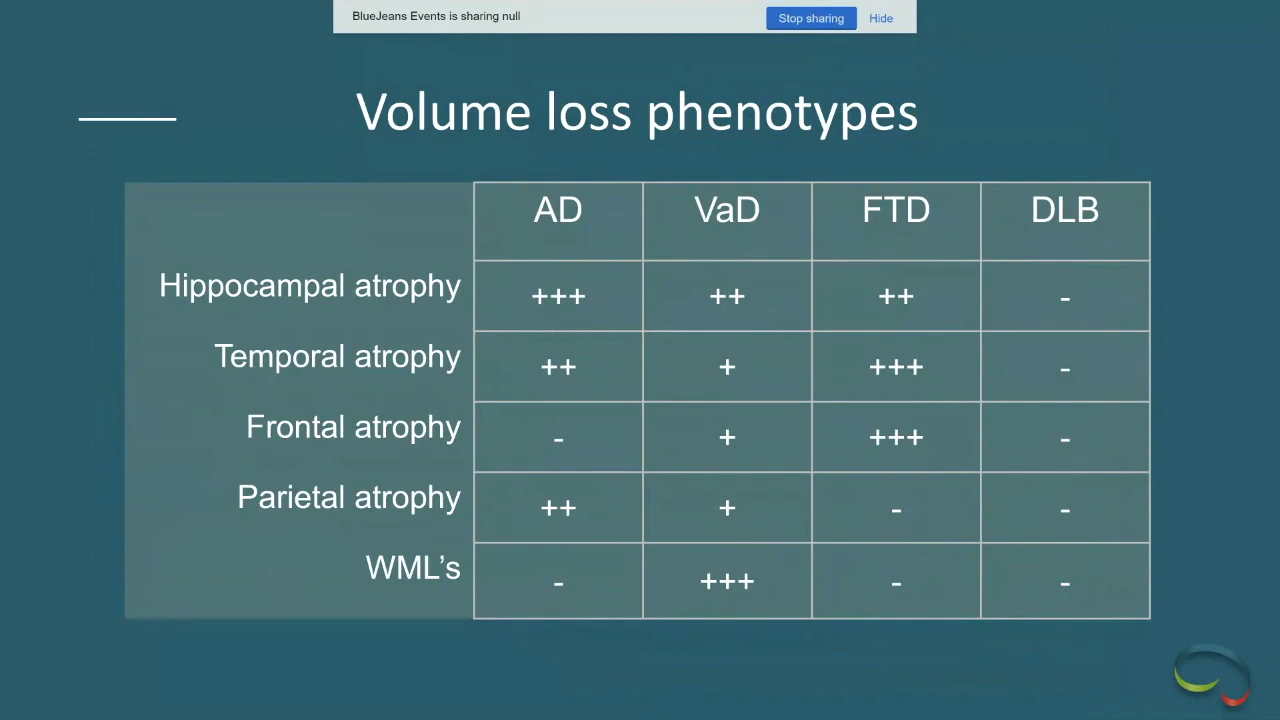 BlueJeans Events is sharing null Stop sharing Hide
Volume loss phenotypes
AD VaD FTD DLB
Hippocampal atrophy +++ ++ ++ -
Temporal atrophy ++ + +++ -
Frontal atrophy - + +++ -
Parietal atrophy ++ + - -
WML’s - +++ - -